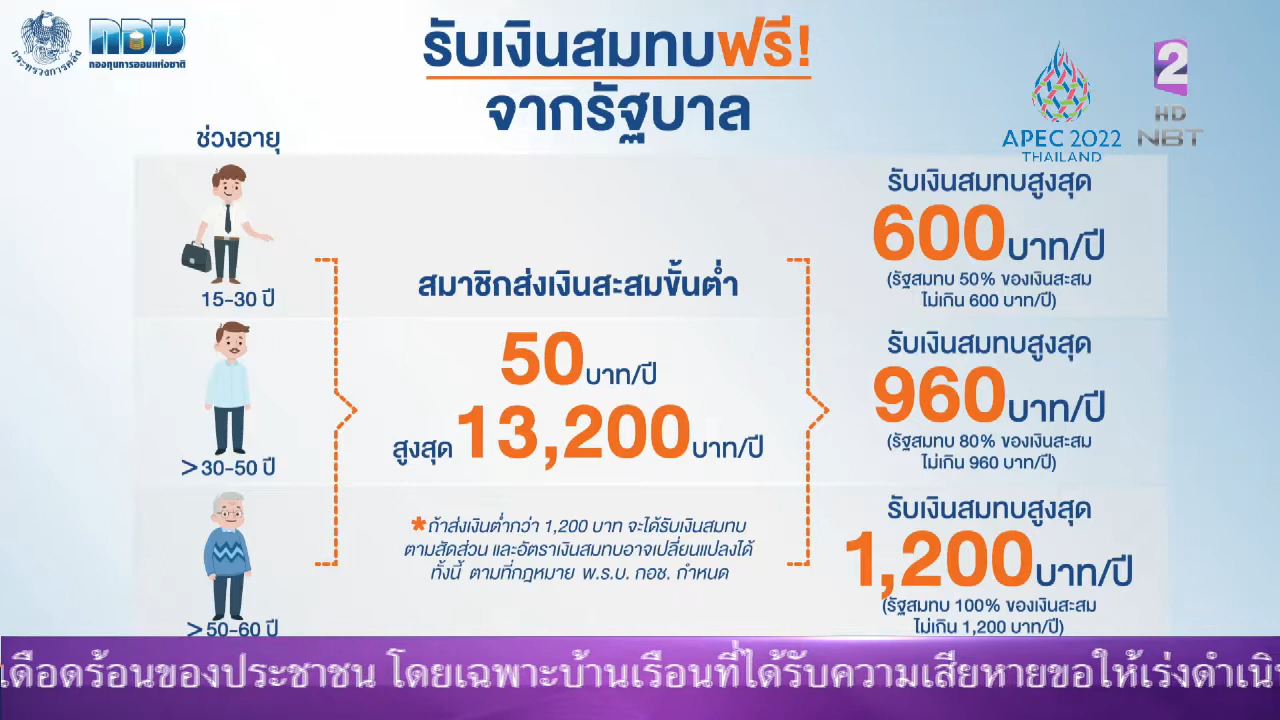 กระทรวงการคลัง
กอช
กองทุนการออมแห่งชาติ
รับเงินสมทบฟรี!
จากรัฐบาล
APEC 2022
THAILAND
2
HD
NBT
ช่วงอายุ
15-30 ปี
>30-50 ปี
>50-60 ปี
สมาชิกส่งเงินสะสมขั้นต่ำ
50บาท/ปี
สูงสุด13,200บาท/ปี
*ถ้าส่งเงินต่ำกว่า 1,200 บาท จะได้รับเงินสมทบ
ตามสัดส่วน และอัตราเงินสมทบอาจเปลี่ยนแปลงได้
ทั้งนี้ ตามที่กฎหมาย พ.ร.บ. กอช. กำหนด
รับเงินสมทบสูงสุด
600บาท/ปี
(รัฐสมทบ 50% ของเงินสะสม
ไม่เกิน 600 บาท/ปี)
รับเงินสมทบสูงสุด
960บาท/ปี
(รัฐสมทบ 80% ของเงินสะสม
ไม่เกิน 960 บาท/ปี)
รับเงินสมทบสูงสุด
1,200บาท/ปี
(รัฐสมทบ 100% ของเงินสะสม
ไม่เกิน 1,200 บาท/ปี)
เดือดร้อนของประชาชน โดยเฉพาะบ้านเรือนที่ได้รับความเสียหายขอให้เร่งดำเนิ